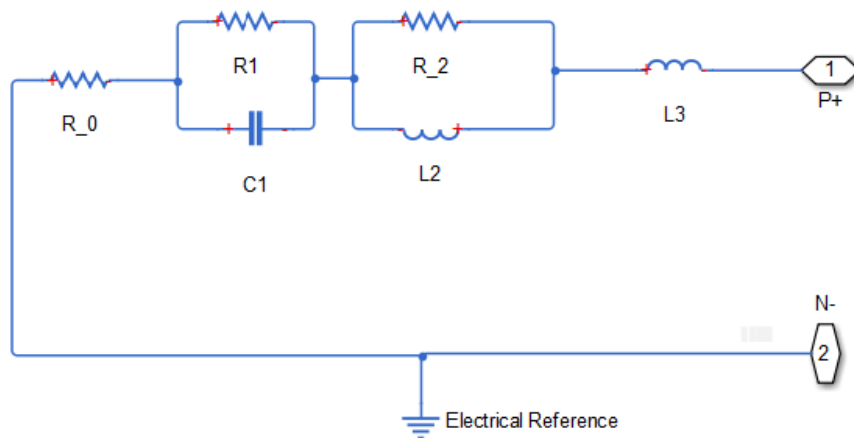 R1
R_2
R_0
C1
L2
L3
1
P+
N-
2
Electrical Reference